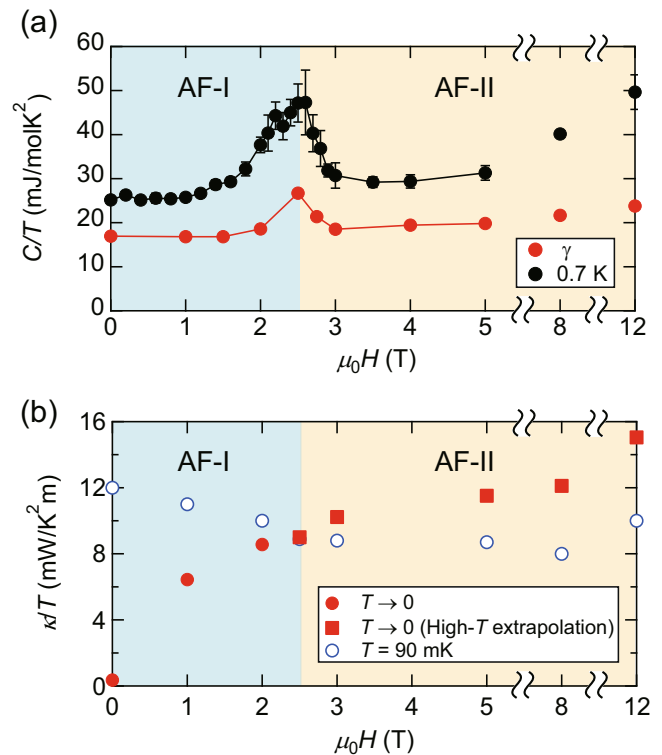 (a)
60
50
40
30
20
10
0
C/T (mJ/molK²)
AF-I
AF-II
γ
0.7 K
0
1
2
3
4
5
8
12
μ₀H (T)
(b)
16
12
8
4
0
κ/T (mW/K²m)
AF-I
AF-II
T → 0
T → 0 (High-T extrapolation)
T = 90 mK
0
1
2
3
4
5
8
12
μ₀H (T)